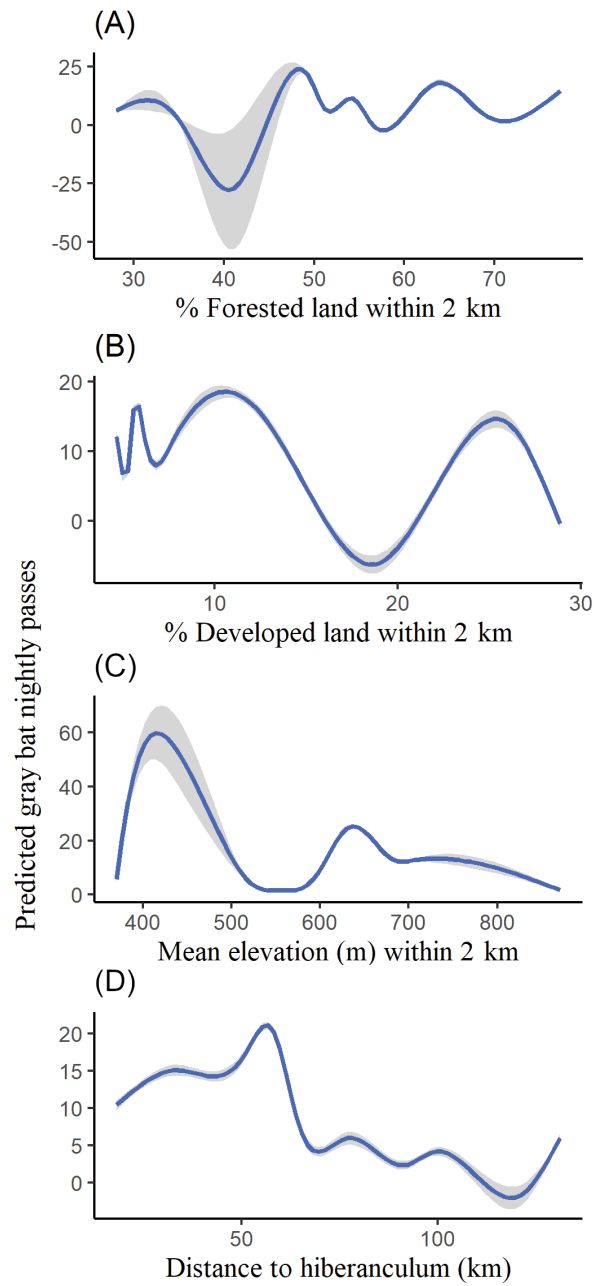 Predicted gray bat nightly passes
(A)
25
0
-25
-50
30 40 50 60 70
% Forested land within 2 km
(B)
20
10
0
10 20 30
% Developed land within 2 km
(C)
60
40
20
0
400 500 600 700 800
Mean elevation (m) within 2 km
(D)
20
15
10
5
0
50 100
Distance to hiberanculum (km)